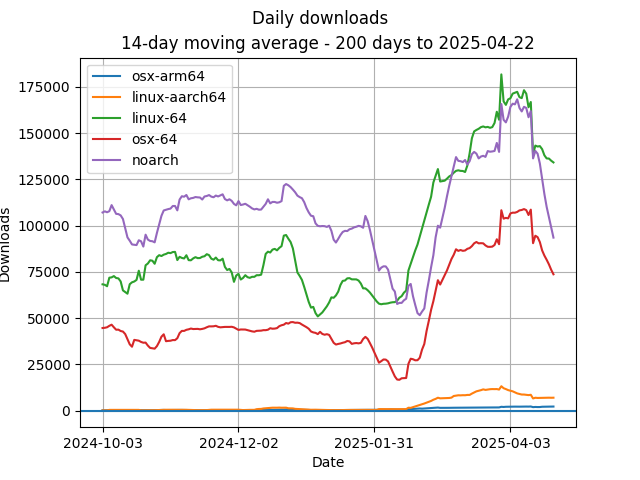 Daily downloads
14-day moving average - 200 days to 2025-04-22
175000
150000
125000
100000
75000
50000
25000
0
Downloads
osx-arm64
linux-aarch64
linux-64
osx-64
noarch
2024-10-03
2024-12-02
2025-01-31
2025-04-03
Date